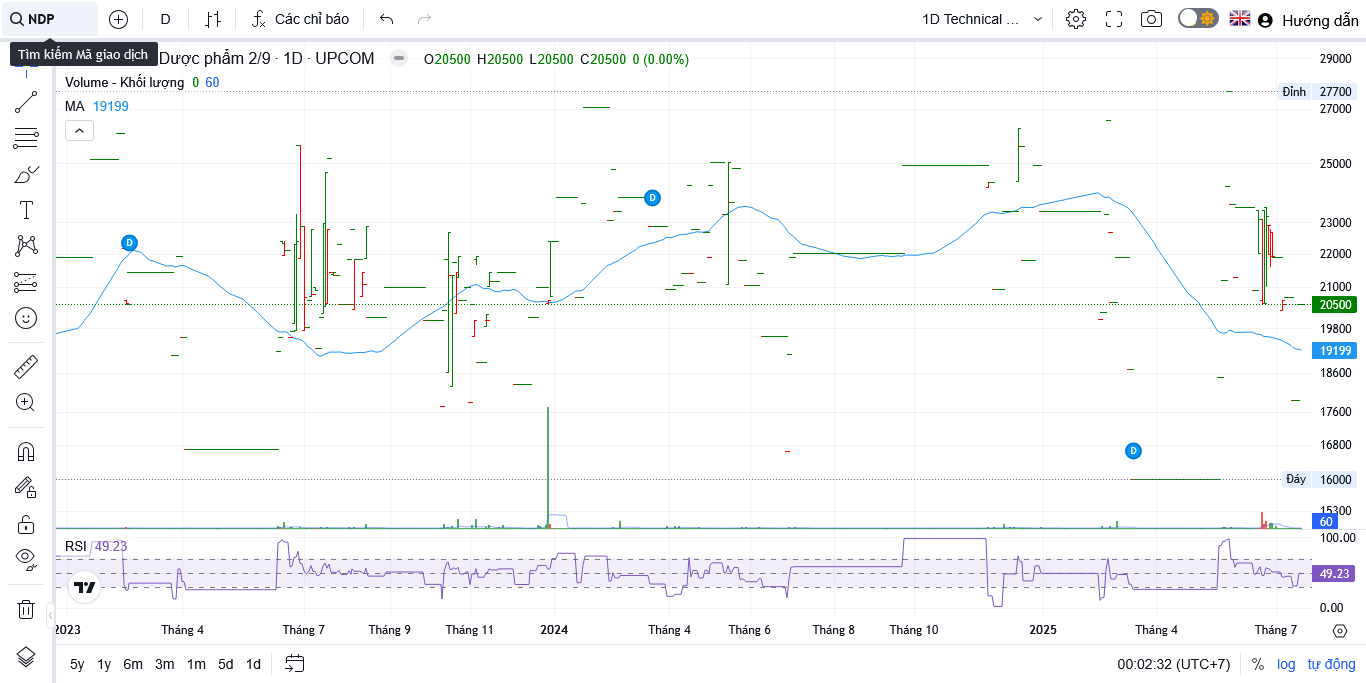 NDP
D
Các chỉ báo
1D Technical ...
Hướng dẫn
Tìm kiếm Mã giao dịch
Dược phẩm 2/9 · 1D · UPCOM
O20500 H20500 L20500 C20500 0 (0.00%)
Volume - Khối lượng 0 60
MA 19199
29000
Đỉnh 27700
27000
25000
D
23000
D
22000
21000
20500
19800
19199
18600
17600
16800
D
Đáy 16000
15300
60
RSI 49.23
100.00
49.23
0.00
2023 Tháng 4 Tháng 7 Tháng 9 Tháng 11 2024 Tháng 4 Tháng 6 Tháng 8 Tháng 10 2025 Tháng 4 Tháng 7
5y 1y 6m 3m 1m 5d 1d
00:02:32 (UTC+7) % log tự động